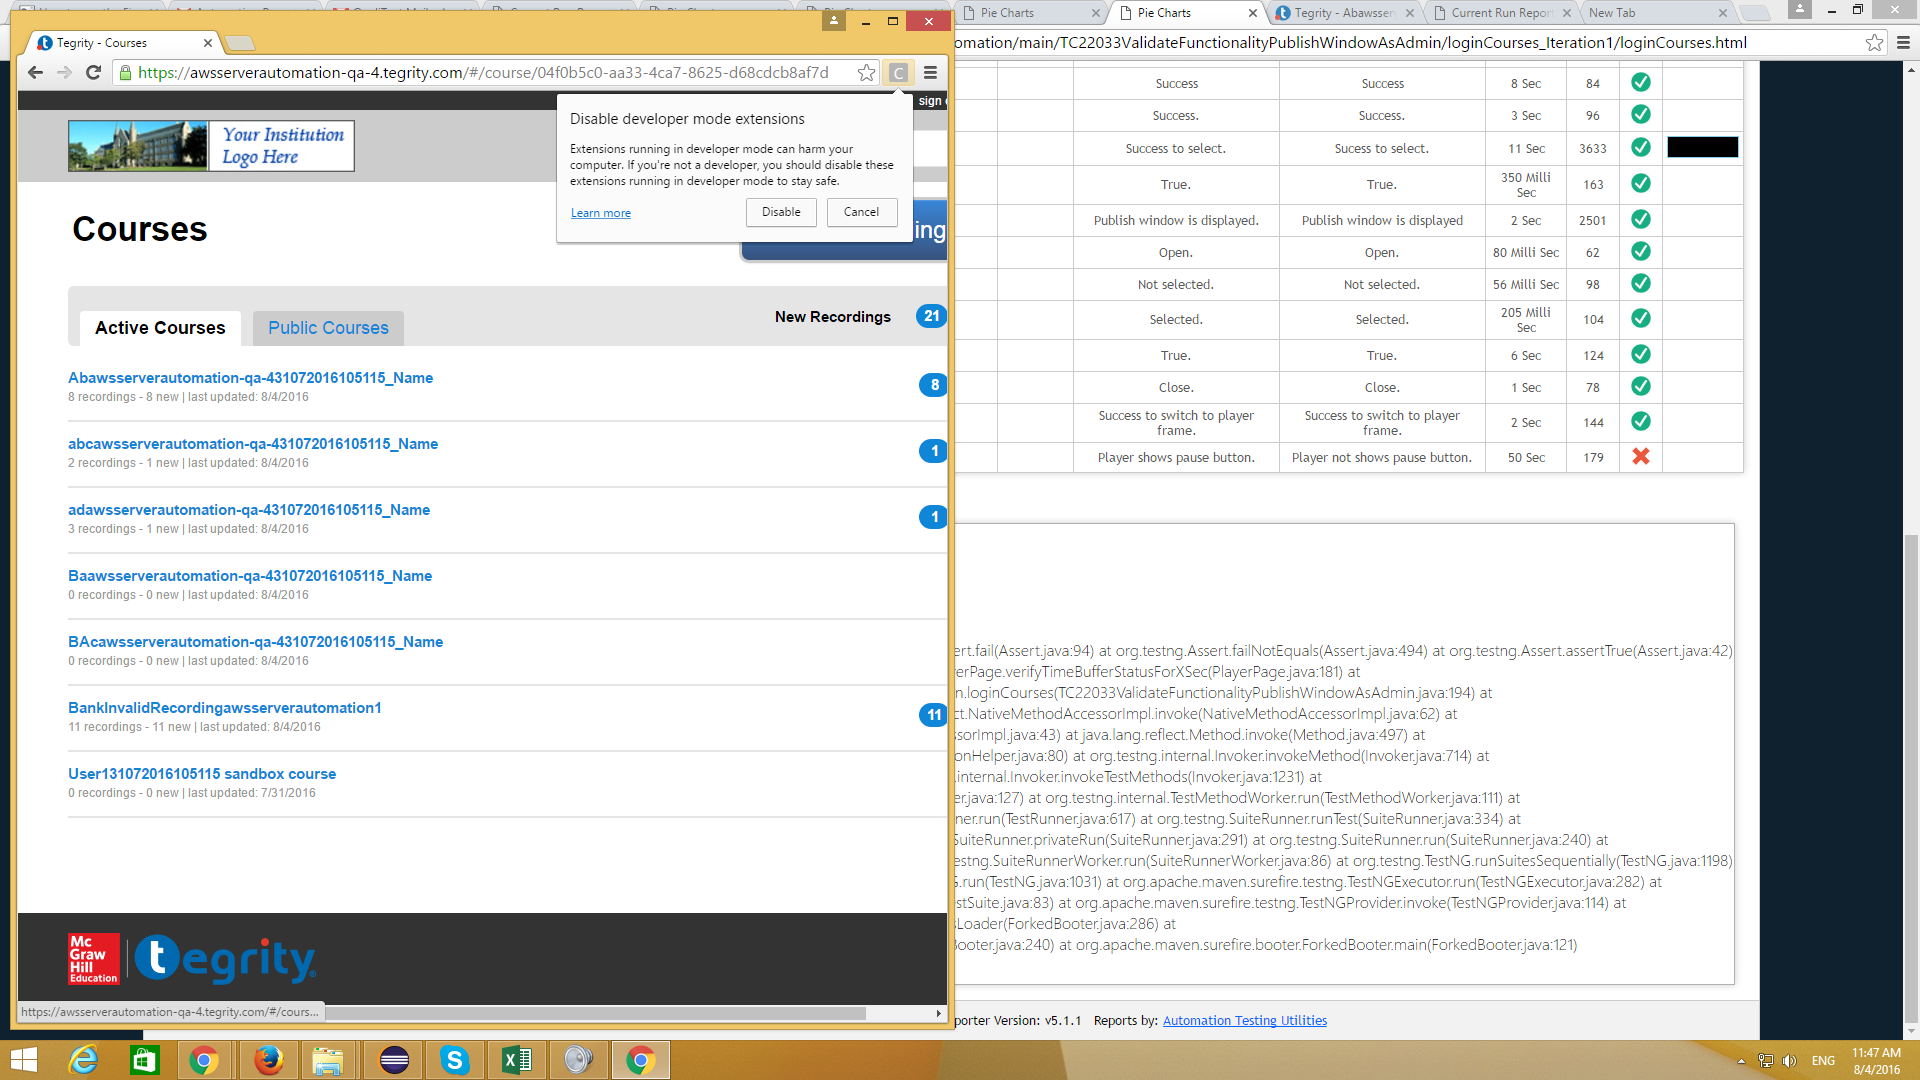 Pie Charts
Pie Charts
Tegrity - Abawsser
Current Run Report
New Tab
Tegrity - Courses
omation/main/TC22033ValidateFunctionalityPublishWindowAsAdmin/loginCourses_Iteration1/loginCourses.html
https://awsserverautomation-qa-4.tegrity.com/#/course/04f0b5c0-aa33-4ca7-8625-d68cdcb8af7d
C
sign
Your Institution
Logo Here
Disable developer mode extensions
Extensions running in developer mode can harm your
computer. If you're not a developer, you should disable these
extensions running in developer mode to stay safe.
Learn more
Disable
Cancel
Courses
ing
Active Courses
Public Courses
New Recordings
21
Abawsserverautomation-qa-431072016105115_Name
8 recordings - 8 new | last updated: 8/4/2016
8
abcawsserverautomation-qa-431072016105115_Name
2 recordings - 1 new | last updated: 8/4/2016
1
adawsserverautomation-qa-431072016105115_Name
3 recordings - 1 new | last updated: 8/4/2016
1
Baawsserverautomation-qa-431072016105115_Name
0 recordings - 0 new | last updated: 8/4/2016
BAcawsserverautomation-qa-431072016105115_Name
0 recordings - 0 new | last updated: 8/4/2016
BankInvalidRecordingawsserverautomation1
11 recordings - 11 new | last updated: 8/4/2016
11
User131072016105115 sandbox course
0 recordings - 0 new | last updated: 7/31/2016
Mc
Graw
Hill
Education
tegrity
https://awsserverautomation-qa-4.tegrity.com/#/cours...
Success Success 8 Sec 84
Success. Success. 3 Sec 96
Success to select. Sucess to select. 11 Sec 3633
True. True. 350 Milli Sec 163
Publish window is displayed. Publish window is displayed 2 Sec 2501
Open. Open. 80 Milli Sec 62
Not selected. Not selected. 56 Milli Sec 98
Selected. Selected. 205 Milli Sec 104
True. True. 6 Sec 124
Close. Close. 1 Sec 78
Success to switch to player frame. Success to switch to player frame. 2 Sec 144
Player shows pause button. Player not shows pause button. 50 Sec 179
rt.fail(Assert.java:94) at org.testng.Assert.failNotEquals(Assert.java:494) at org.testng.Assert.assertTrue(Assert.java:42)
erPage.verifyTimeBufferStatusForXSec(PlayerPage.java:181) at
n.loginCourses(TC22033ValidateFunctionalityPublishWindowAsAdmin.java:194) at
ct.NativeMethodAccessorImpl.invoke(NativeMethodAccessorImpl.java:62) at
sorImpl.java:43) at java.lang.reflect.Method.invoke(Method.java:497) at
onHelper.java:80) at org.testng.internal.Invoker.invokeMethod(Invoker.java:714) at
.internal.Invoker.invokeTestMethods(Invoker.java:1231) at
er.java:127) at org.testng.internal.TestMethodWorker.run(TestMethodWorker.java:111) at
ner.run(TestRunner.java:617) at org.testng.SuiteRunner.runTest(SuiteRunner.java:334) at
SuiteRunner.privateRun(SuiteRunner.java:291) at org.testng.SuiteRunner.run(SuiteRunner.java:240) at
estng.SuiteRunnerWorker.run(SuiteRunnerWorker.java:86) at org.testng.TestNG.runSuitesSequentially(TestNG.java:1198)
G.run(TestNG.java:1031) at org.apache.maven.surefire.testng.TestNGExecutor.run(TestNGExecutor.java:282) at
stSuite.java:83) at org.apache.maven.surefire.testng.TestNGProvider.invoke(TestNGProvider.java:114) at
sLoader(ForkedBooter.java:286) at
Booter.java:240) at org.apache.maven.surefire.booter.ForkedBooter.main(ForkedBooter.java:121)
porter Version: v5.1.1 Reports by: Automation Testing Utilities
ENG
11:47 AM
8/4/2016